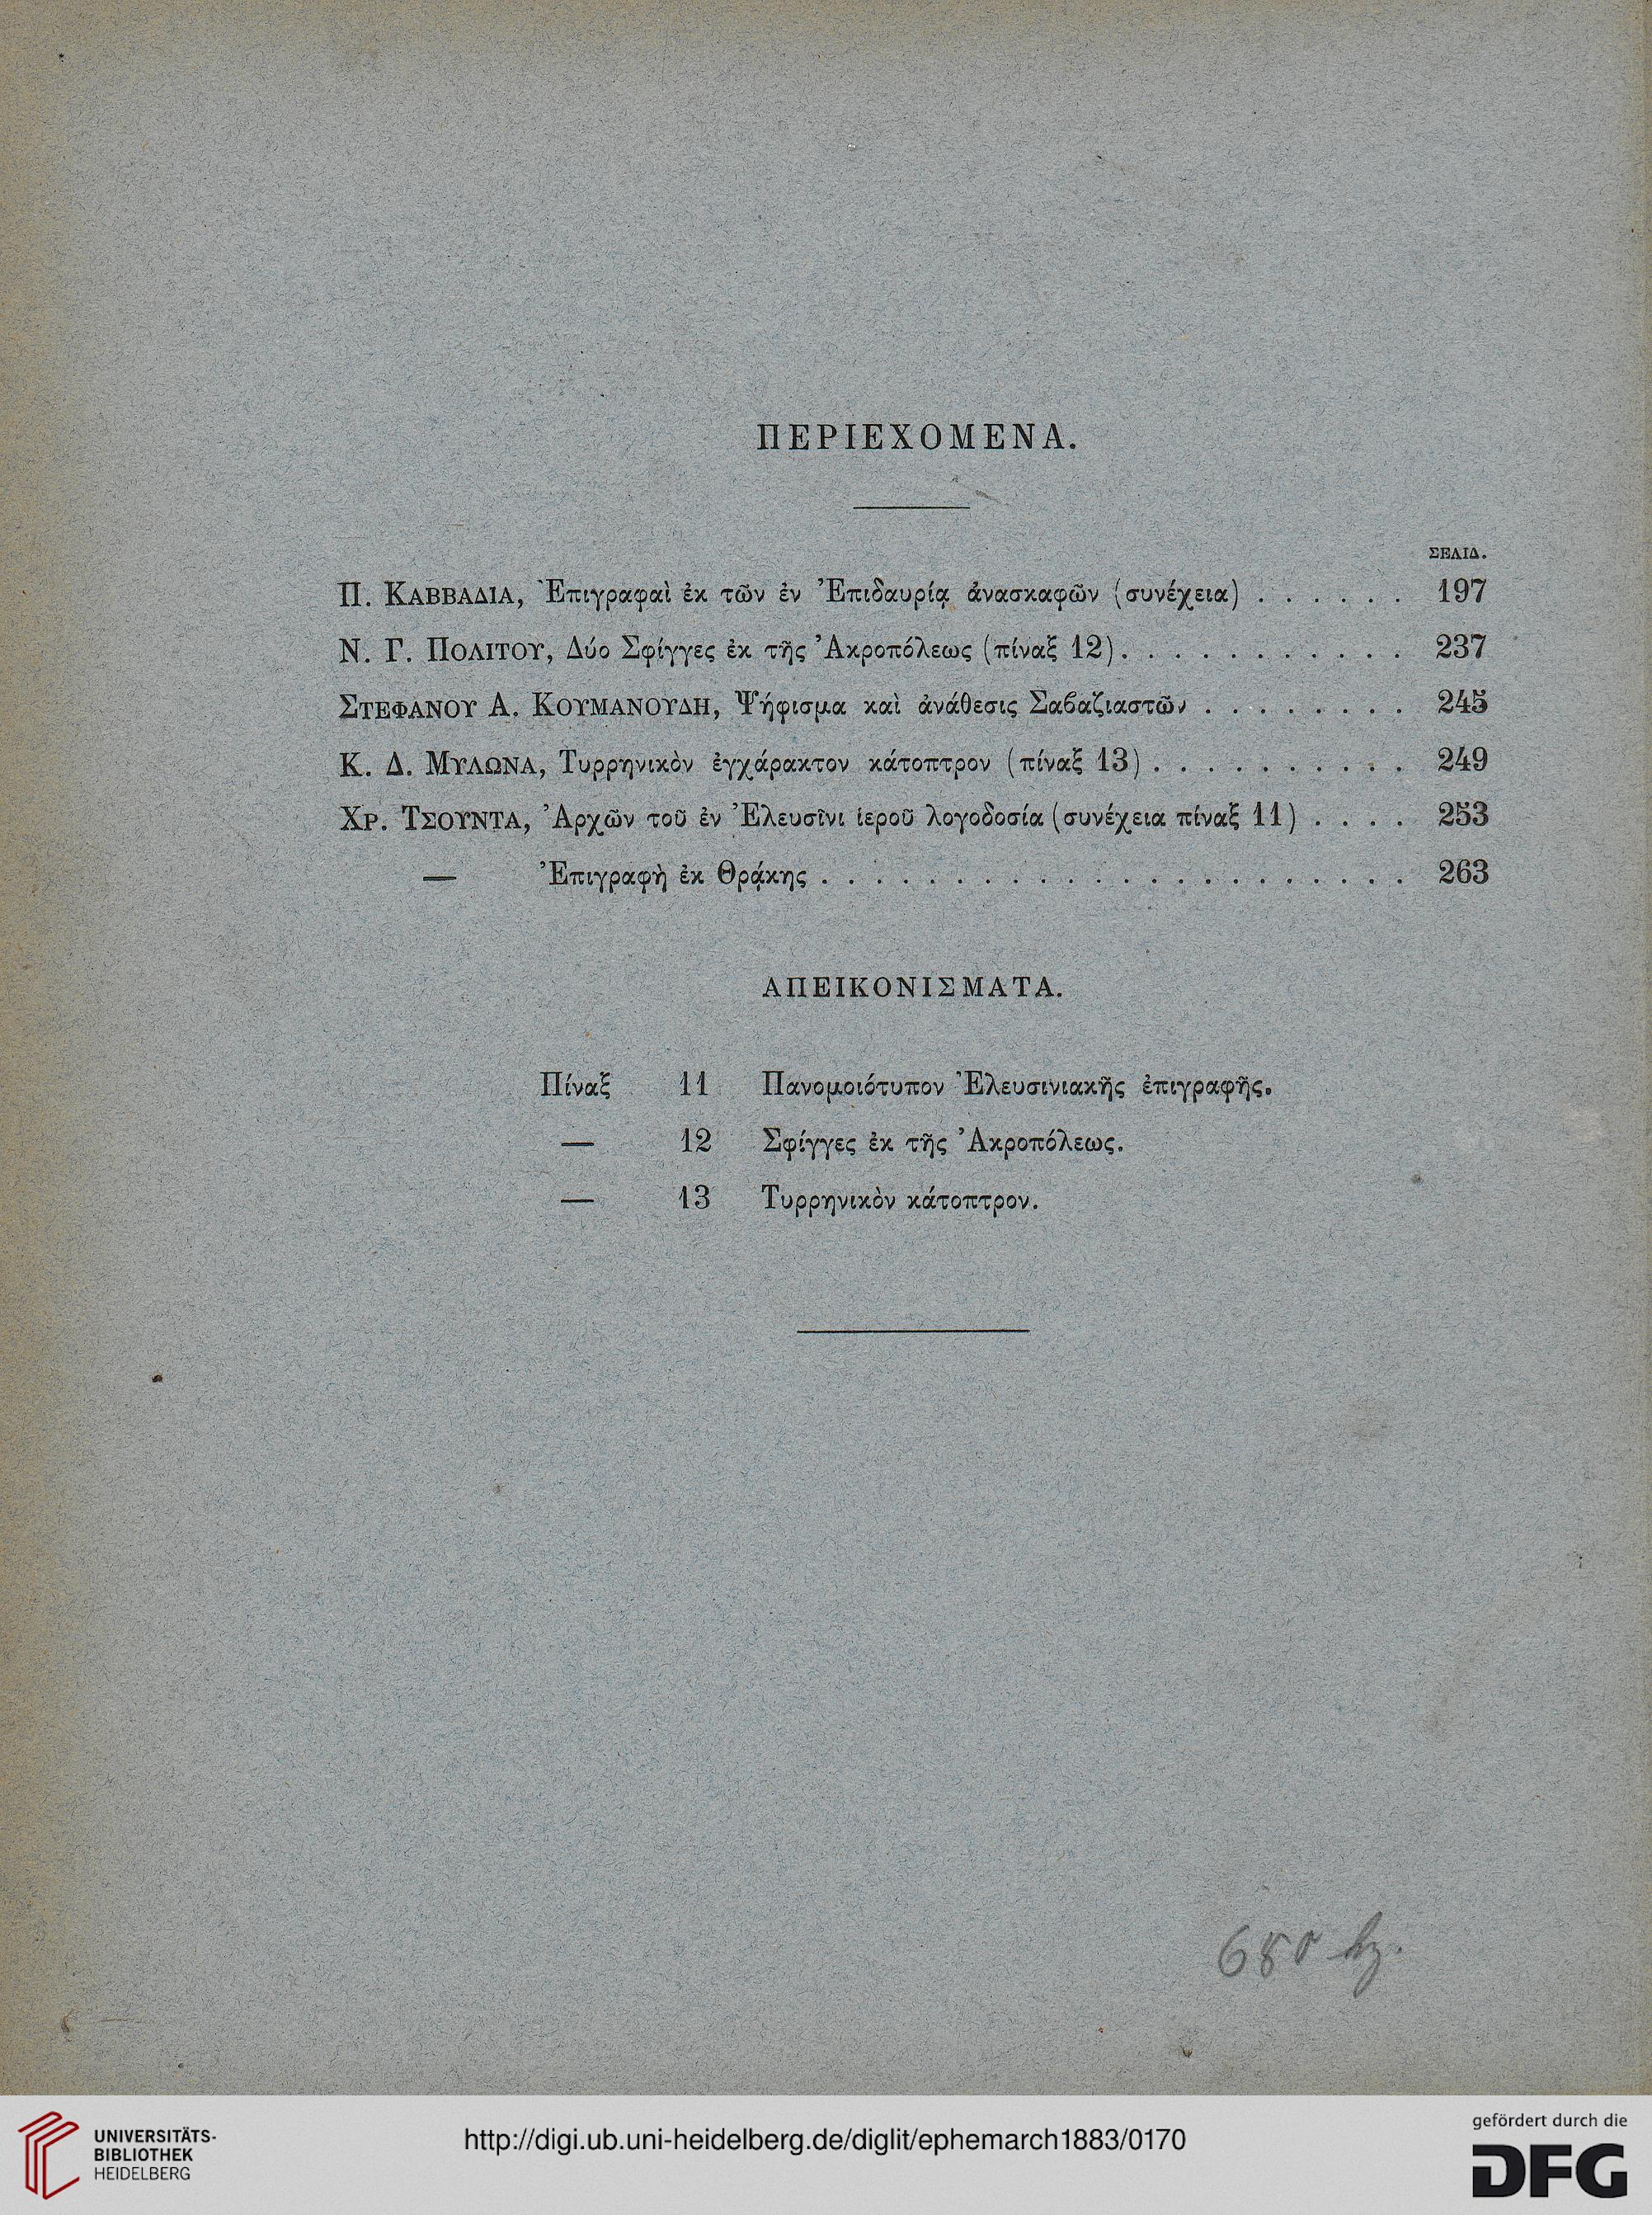 ΠΕΡΙΕΧΟΜΕΝΑ.
ΣΕΛΙΔ.
Π. ΚΑΒΒΑΔΙΑ, Ἐπιγραφαὶ ἐκ τῶν ἐν Ἐπιδαυρίᾳ ἀνασκαφῶν (συνέχεια) . . . . . . 197
Ν. Γ. ΠΟΛΙΤΟΥ, Δύο Σφίγγες ἐκ τῆς Ἀκροπόλεως (πίναξ 12) . . . . . . . . . . . 237
ΣΤΕΦΑΝΟΥ Α. ΚΟΥΜΑΝΟΥΔΗ, Ψήφισμα καὶ ἀνάθεσις Σαβαζιαστῶν . . . . . . . . 245
Κ. Δ. ΜΥΛΩΝΑ, Τυρρηνικὸν ἐγχάρακτον κάτοπτρον (πίναξ 13) . . . . . . . . . . 249
ΧΡ. ΤΣΟΥΝΤΑ, Ἀρχῶν τοῦ ἐν Ἐλευσῖνι ἱεροῦ λογοδοσία (συνέχεια πίναξ 11) . . . . 253
— Ἐπιγραφὴ ἐκ Θρᾴκης . . . . . . . . . . . . . . . . . . . . . . 263
ΑΠΕΙΚΟΝΙΣΜΑΤΑ.
Πίναξ 11 Πανομοιότυπον Ἐλευσινιακῆς ἐπιγραφῆς.
— 12 Σφίγγες ἐκ τῆς Ἀκροπόλεως.
— 13 Τυρρηνικὸν κάτοπτρον.
UNIVERSITÄTS-
BIBLIOTHEK
HEIDELBERG
http://digi.ub.uni-heidelberg.de/diglit/ephemarch1883/0170
gefördert durch die
DFG